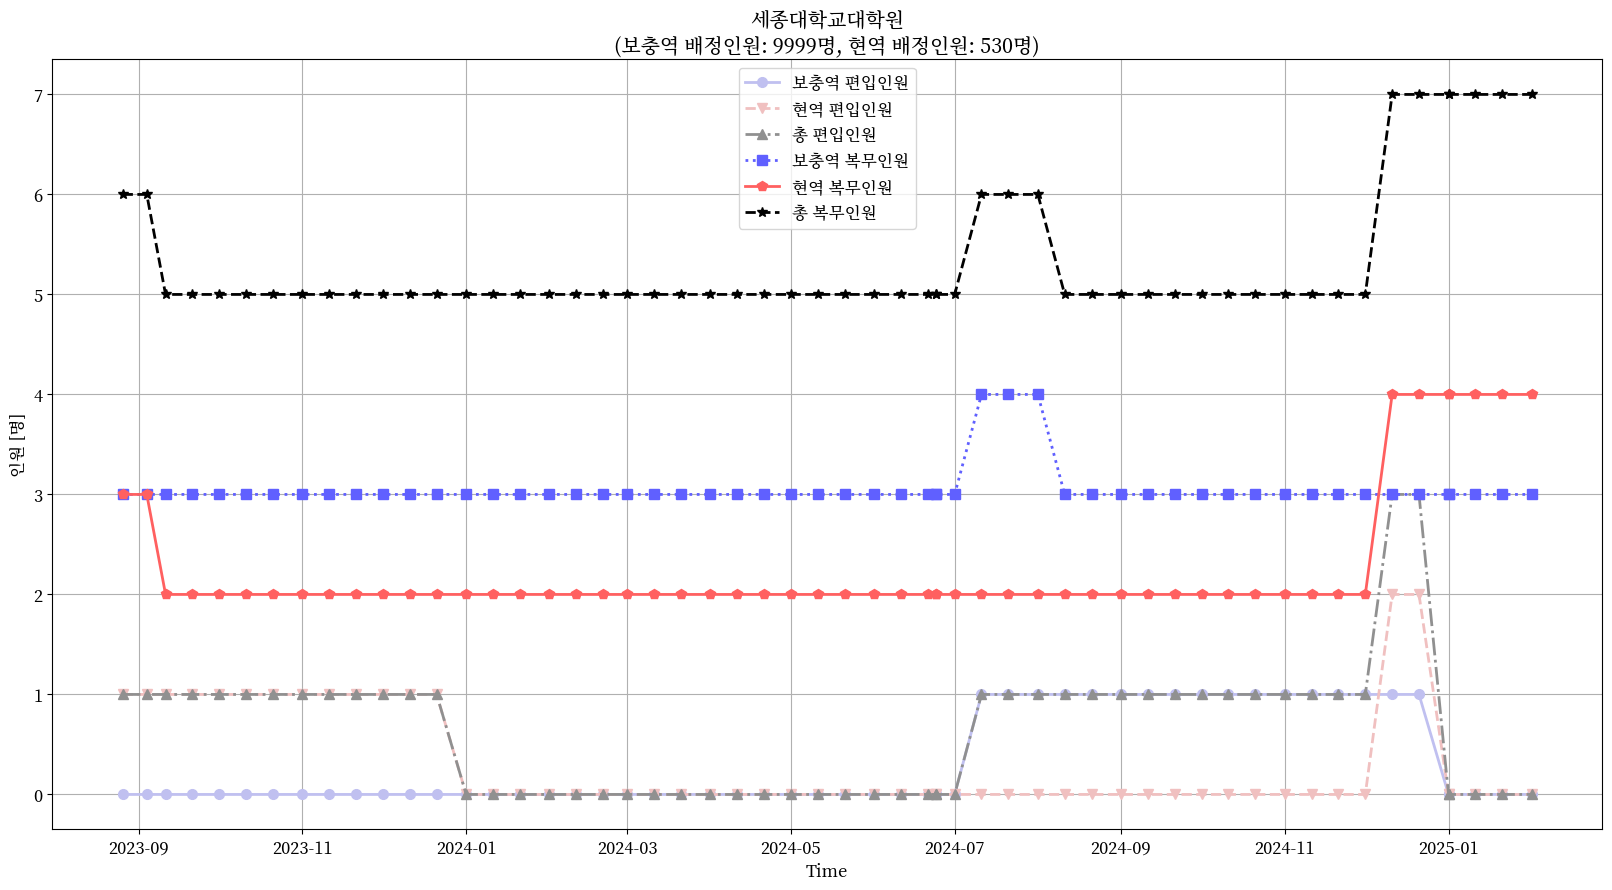 세종대학교대학원
(보충역 배정인원: 9999명, 현역 배정인원: 530명)
보충역 편입인원
현역 편입인원
총 편입인원
보충역 복무인원
현역 복무인원
총 복무인원
7
6
5
4
3
2
1
0
인원 [명]
2023-09
2023-11
2024-01
2024-03
2024-05
2024-07
2024-09
2024-11
2025-01
Time